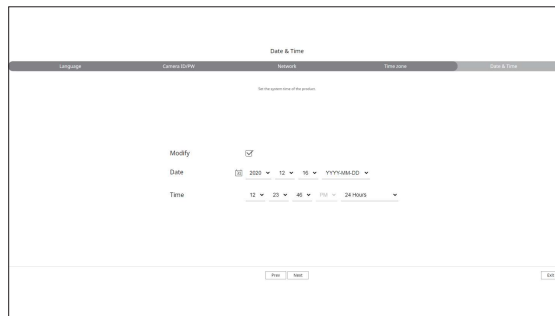 Date & Time
Language Camera ID/PW Network Time zone Date & Time
Set the system time of the product.
Modify
Date 2020 12 16 YYYY-MM-DD
Time 12 23 46 PM 24 Hours
Prev Next Exit